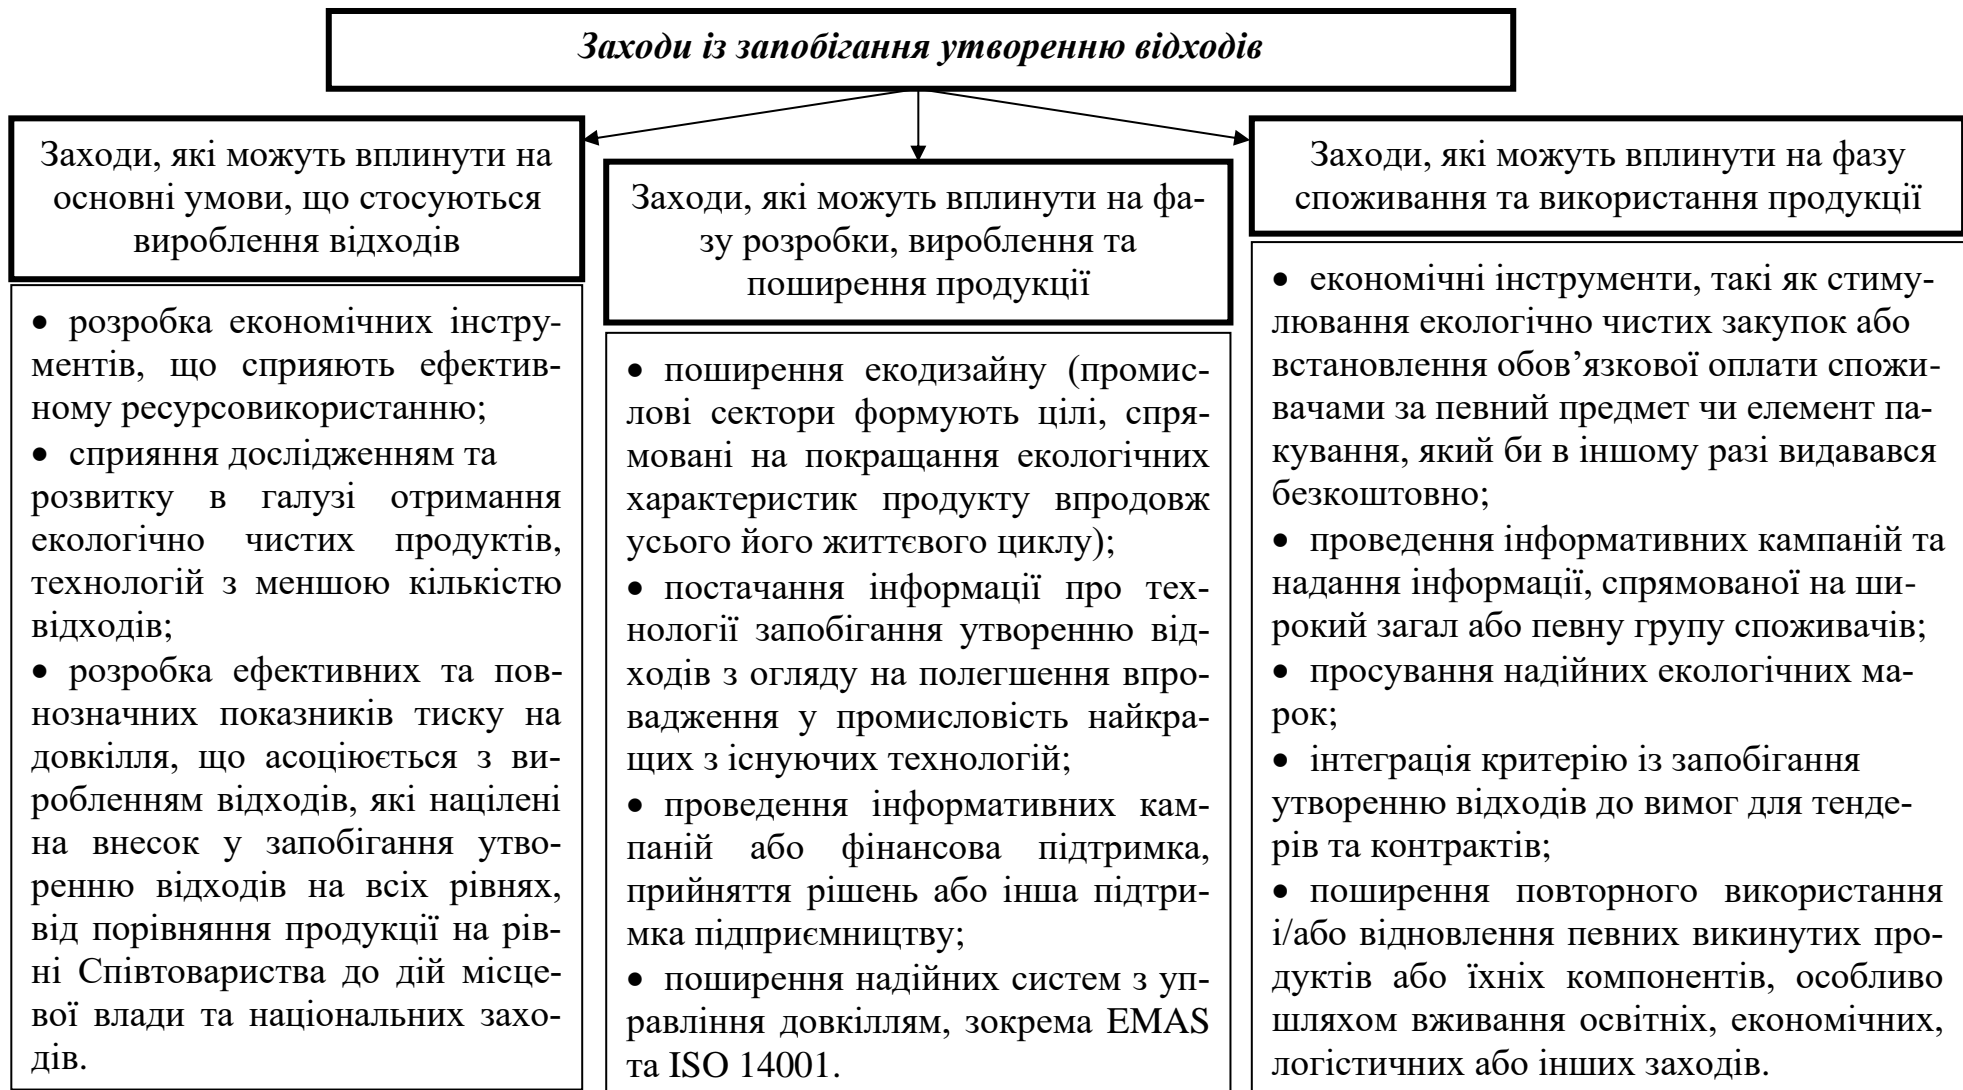 Заходи із запобігання утворенню відходів
Заходи, які можуть вплинути на
основні умови, що стосуються
вироблення відходів
• розробка економічних інстру-
ментів, що сприяють ефектив-
ному ресурсовикористанню;
• сприяння дослідженням та
розвитку в галузі отримання
екологічно чистих продуктів,
технологій з меншою кількістю
відходів;
• розробка ефективних та пов-
нозначних показників тиску на
довкілля, що асоціюється з ви-
робленням відходів, які націлені
на внесок у запобігання утво-
ренню відходів на всіх рівнях,
від порівняння продукції на рів-
ні Співтовариства до дій місце-
вої влади та національних захо-
дів.
Заходи, які можуть вплинути на фа-
зу розробки, вироблення та
поширення продукції
• поширення екодизайну (промис-
лові сектори формують цілі, спря-
мовані на покращання екологічних
характеристик продукту впродовж
усього його життєвого циклу);
• постачання інформації про тех-
нології запобігання утворенню від-
ходів з огляду на полегшення впро-
вадження у промисловість найкра-
щих з існуючих технологій;
• проведення інформативних кам-
паній або фінансова підтримка,
прийняття рішень або інша підтри-
мка підприємництву;
• поширення надійних систем з уп-
равління довкіллям, зокрема EMAS
та ISO 14001.
Заходи, які можуть вплинути на фазу
споживання та використання продукції
• економічні інструменти, такі як стиму-
лювання екологічно чистих закупок або
встановлення обов’язкової оплати спожи-
вачами за певний предмет чи елемент па-
кування, який би в іншому разі видавався
безкоштовно;
• проведення інформативних кампаній та
надання інформації, спрямованої на ши-
рокий загал або певну групу споживачів;
• просування надійних екологічних ма-
рок;
• інтеграція критерію із запобігання
утворенню відходів до вимог для тенде-
рів та контрактів;
• поширення повторного використання
і/або відновлення певних викинутих про-
дуктів або їхніх компонентів, особливо
шляхом вживання освітніх, економічних,
логістичних або інших заходів.